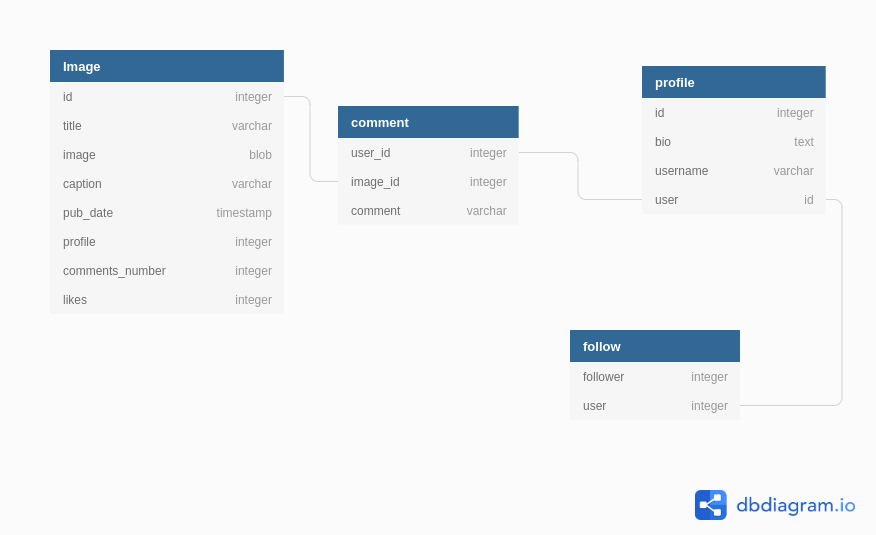 Image
id integer
title varchar
image blob
caption varchar
pub_date timestamp
profile integer
comments_number integer
likes integer
comment
user_id integer
image_id integer
comment varchar
profile
id integer
bio text
username varchar
user id
follow
follower integer
user integer
dbdiagram.io